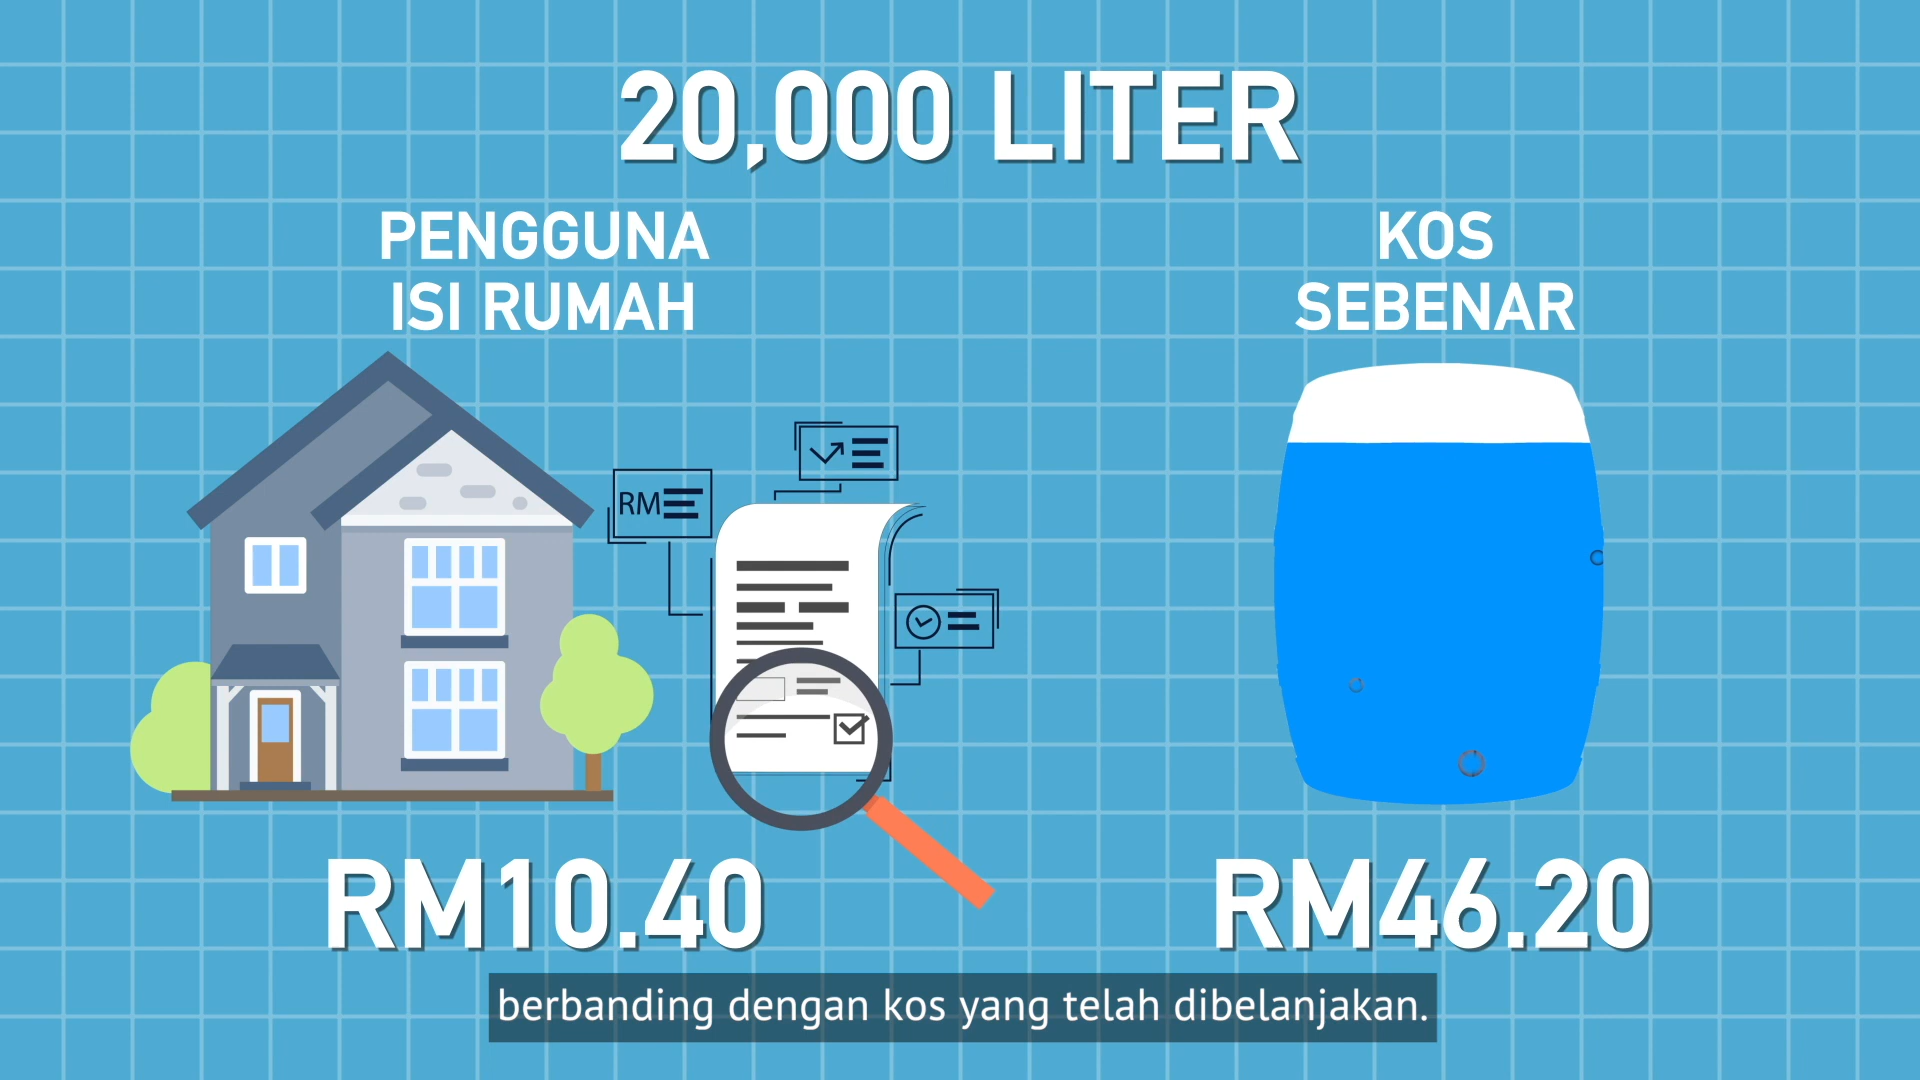 20,000 LITER
PENGGUNA
ISI RUMAH
KOS
SEBENAR
RM
RM10.40
RM46.20
berbanding dengan kos yang telah dibelanjakan.